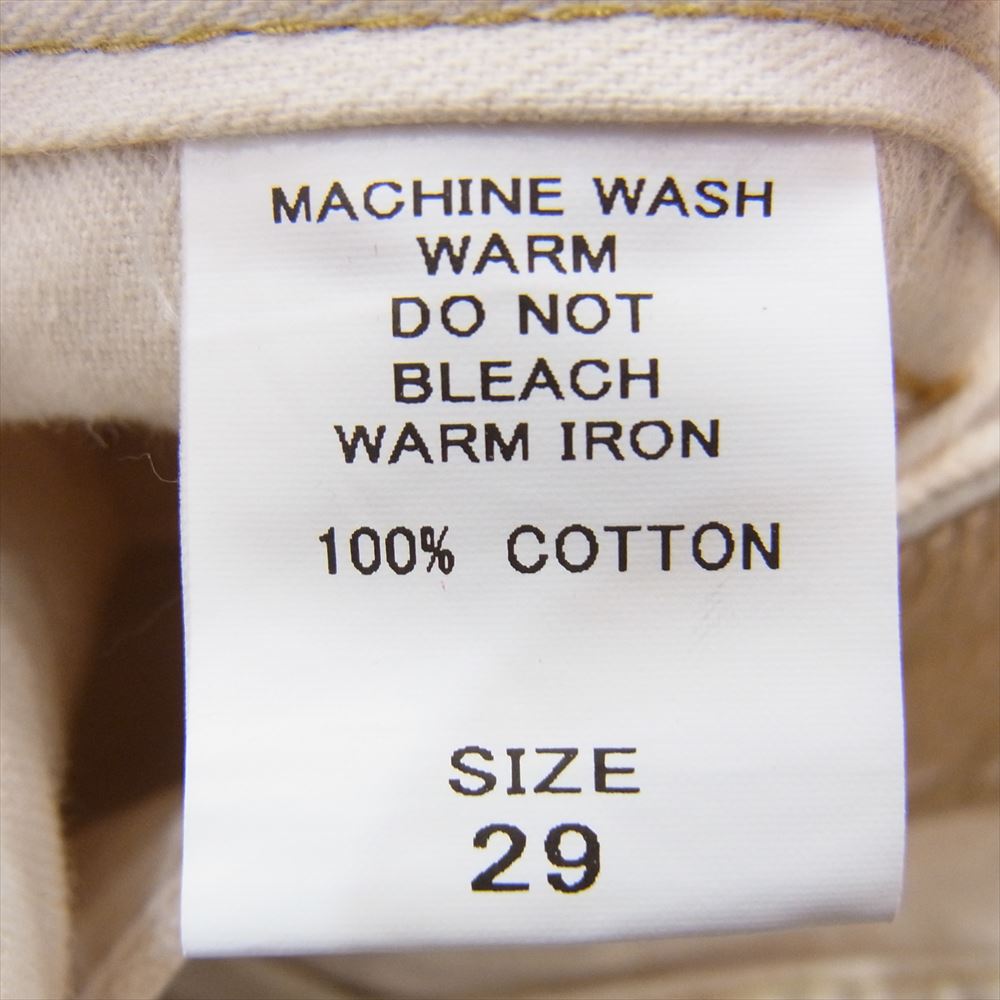 MACHINE WASH
WARM
DO NOT
BLEACH
WARM IRON
100% COTTON
SIZE
29